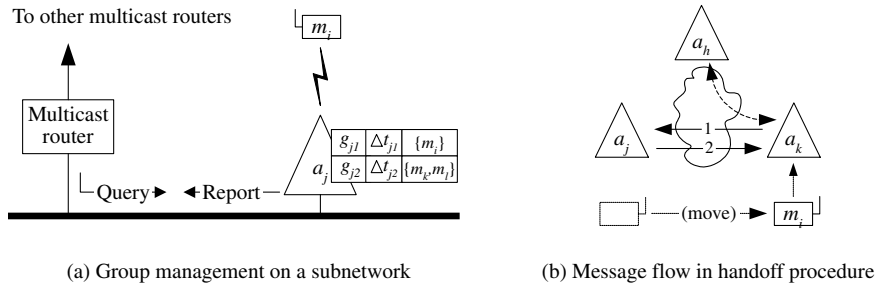 To other multicast routers
m_i
Multicast
router
a_j
g_j1 Δt_j1 {m_i}
g_j2 Δt_j2 {m_k,m_l}
Query
Report
(a) Group management on a subnetwork
a_h
a_j
1
2
a_k
(move)
m_i
(b) Message flow in handoff procedure